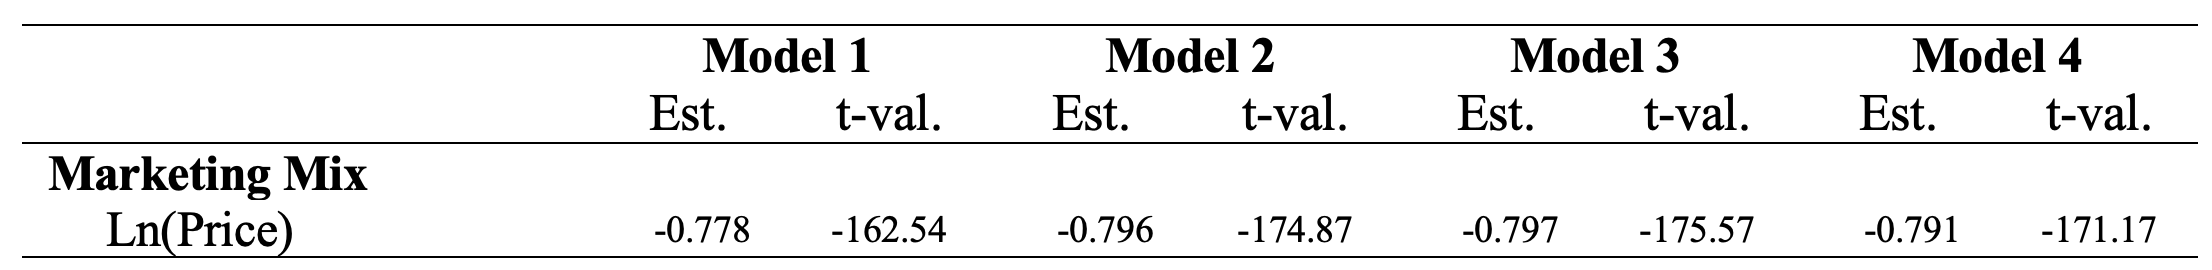 Model 1 Model 2 Model 3 Model 4
Est. t-val. Est. t-val. Est. t-val. Est. t-val.
Marketing Mix
Ln(Price) -0.778 -162.54 -0.796 -174.87 -0.797 -175.57 -0.791 -171.17